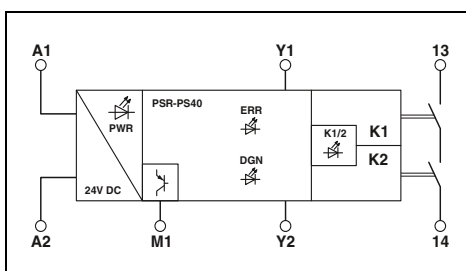 A1 Y1 13
PSR-PS40
PWR ERR K1/2 K1
K2
DGN
24V DC
A2 M1 Y2 14